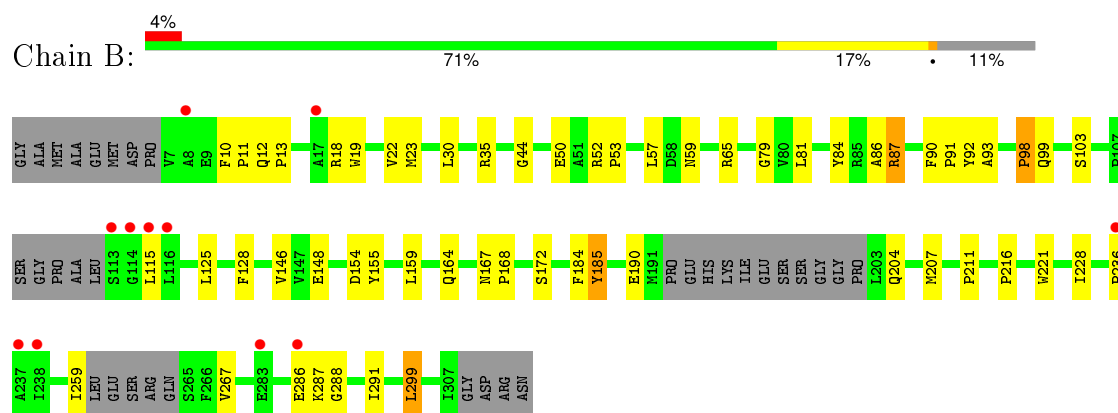 4%
Chain B:
71% 17% • 11%
GLY ALA MET ALA GLU MET ASP PRO V7 A8 E9 F10 P11 Q12 P13 A17 R18 W19 V22 M23 L30 R35 G44 E50 A51 R52 P53 L57 D58 N59 R65 G79 V80 L81 Y84 R85 A86 R87 F90 P91 Y92 A93 P98 Q99 S103
SER GLY PRO ALA LEU S113 G114 L115 L116 L125 F128 V146 V147 E148 D154 Y155 L159 Q164 N167 P168 S172 F184 Y185 E190 M191 PRO GLU HIS LYS ILE GLU GLU SER SER GLY GLY PRO L203 Q204 M207 P211 P216 W221 I228
A237 I238 I259 LEU GLU SER ARG GLN S265 F266 V267 E283 E286 K287 G288 I291 L299 I307 GLY ASP ARG ASN